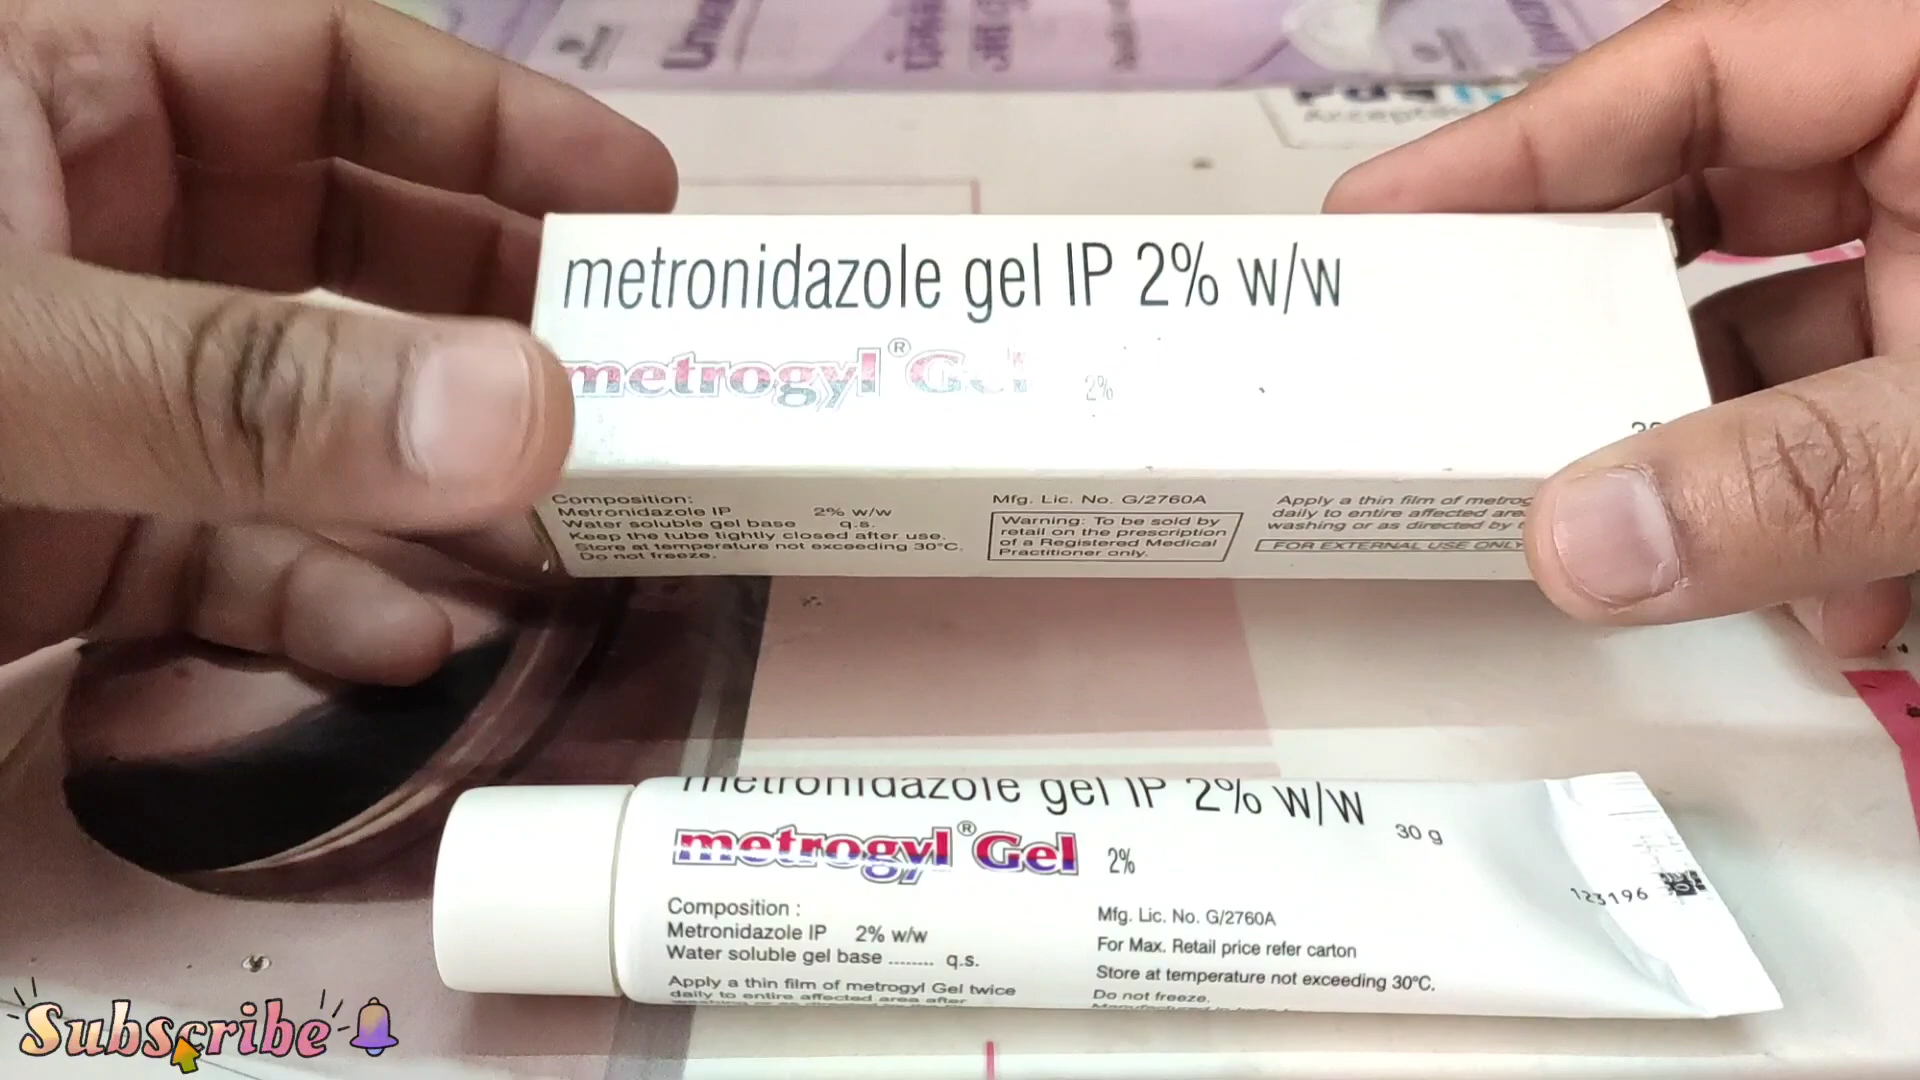 metronidazole gel IP 2% w/w
metrogyl® Gel 2%
Composition:
Metronidazole IP 2% w/w
Water soluble gel base q.s.
Keep the tube tightly closed after use.
Store at temperature not exceeding 30°C.
Do not freeze.
Mfg. Lic. No. G/2760A
Warning: To be sold by
retail on the prescription
of a Registered Medical
Practitioner only.
Apply a thin film of
daily to entire affected
washing or as directed by
FOR EXTERNAL USE ONLY
metronidazole gel IP 2% w/w
metrogyl® Gel 2%
30 g
123196
Composition :
Metronidazole IP 2% w/w
Water soluble gel base ........ q.s.
Apply a thin film of metrogyl Gel twice
daily to entire affected area after
Mfg. Lic. No. G/2760A
For Max. Retail price refer carton
Store at temperature not exceeding 30°C.
Do not freeze.
Subscribe